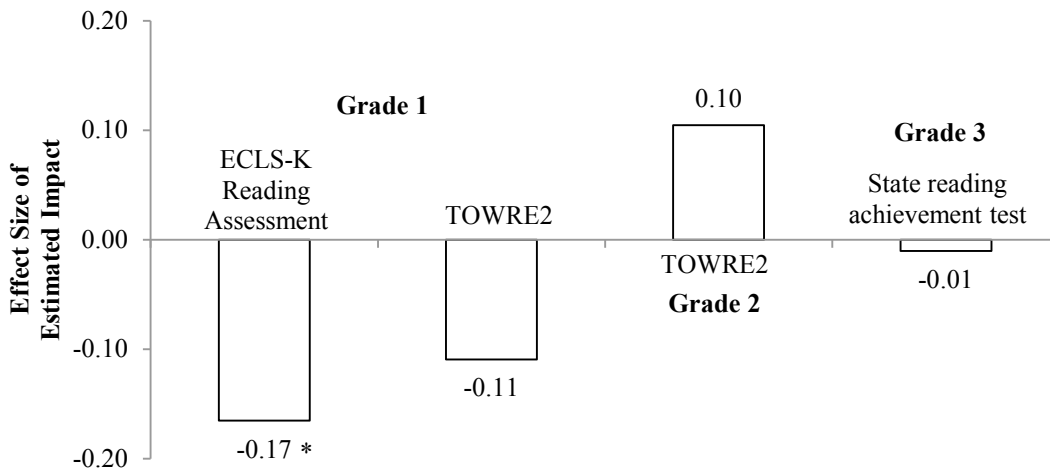 Effect Size of
Estimated Impact
0.20
0.10
0.00
-0.10
-0.20
Grade 1
ECLS-K
Reading
Assessment
-0.17 *
TOWRE2
-0.11
0.10
TOWRE2
Grade 2
Grade 3
State reading
achievement test
-0.01